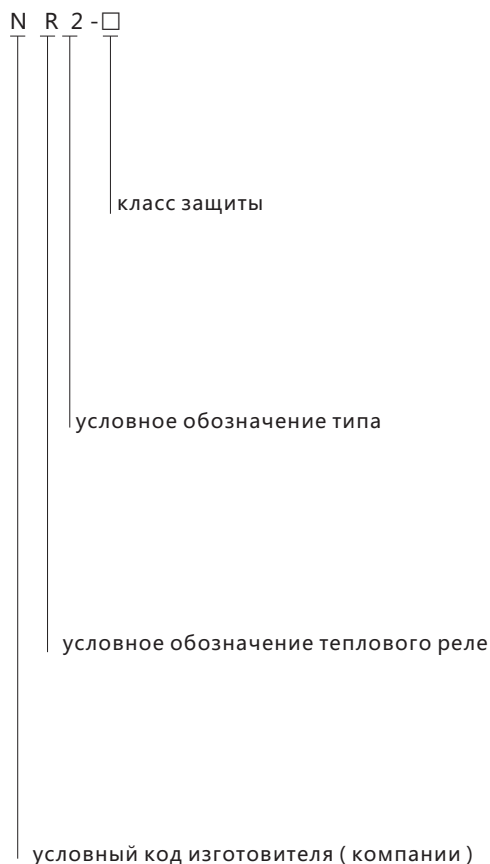 N R 2 - □
класс защиты
условное обозначение типа
условное обозначение теплового реле
условный код изготовителя ( компании )